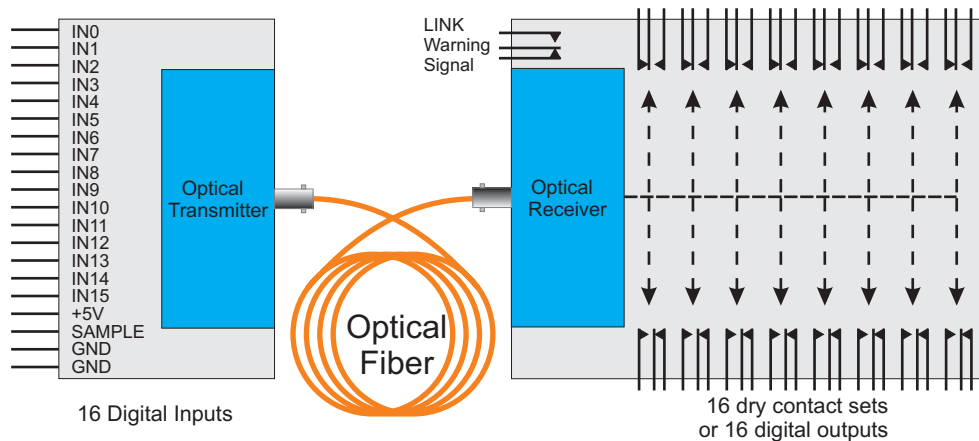 IN0
IN1
IN2
IN3
IN4
IN5
IN6
IN7
IN8
IN9
IN10
IN11
IN12
IN13
IN14
IN15
+5V
SAMPLE
GND
GND
Optical
Transmitter
16 Digital Inputs
Optical
Fiber
LINK
Warning
Signal
Optical
Receiver
16 dry contact sets
or 16 digital outputs